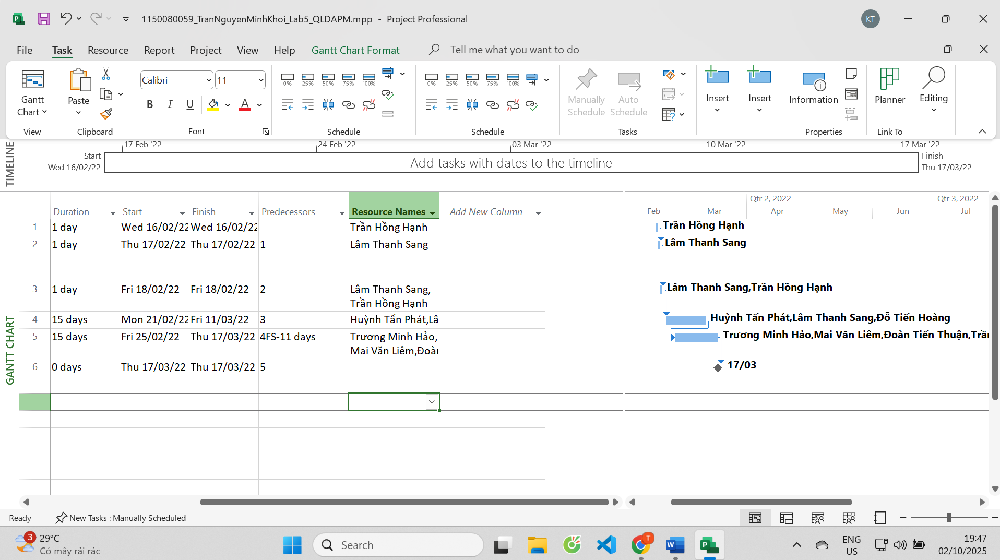 1150080059_TranNguyenMinhKhoi_Lab5_QLDAPM.mpp - Project Professional
KT
File Task Resource Report Project View Help Gantt Chart Format Tell me what you want to do
Gantt Chart
View
Paste
Clipboard
Calibri 11
B I U A
Font
0% 25% 50% 75% 100%
Schedule
0% 25% 50% 75% 100%
Schedule
Manually Schedule
Auto Schedule
Tasks
Insert
Insert
Information
Properties
Planner
Link To
Editing
TIMELINE
17 Feb '22 24 Feb '22 03 Mar '22 10 Mar '22 17 Mar '22
Start
Wed 16/02/22
Add tasks with dates to the timeline
Finish
Thu 17/03/22
GANTT CHART
Duration Start Finish Predecessors Resource Names Add New Column
1 1 day Wed 16/02/22 Wed 16/02/22 Trần Hồng Hạnh
2 1 day Thu 17/02/22 Thu 17/02/22 1 Lâm Thanh Sang
3 1 day Fri 18/02/22 Fri 18/02/22 2 Lâm Thanh Sang,
Trần Hồng Hạnh
4 15 days Mon 21/02/22 Fri 11/03/22 3 Huỳnh Tấn Phát,Lâ
5 15 days Fri 25/02/22 Thu 17/03/22 4FS-11 days Trương Minh Hảo,
Mai Văn Liêm,Đoàn
6 0 days Thu 17/03/22 Thu 17/03/22 5
Qtr 2, 2022 Qtr 3, 2022
Feb Mar Apr May Jun Jul
Trần Hồng Hạnh
Lâm Thanh Sang
Lâm Thanh Sang,Trần Hồng Hạnh
Huỳnh Tấn Phát,Lâm Thanh Sang,Đỗ Tiến Hoàng
Trương Minh Hảo,Mai Văn Liêm,Đoàn Tiến Thuận,Trần
17/03
Ready New Tasks : Manually Scheduled
3
29°C
Có mây rải rác
Search
T
ENG
US
19:47
02/10/2025